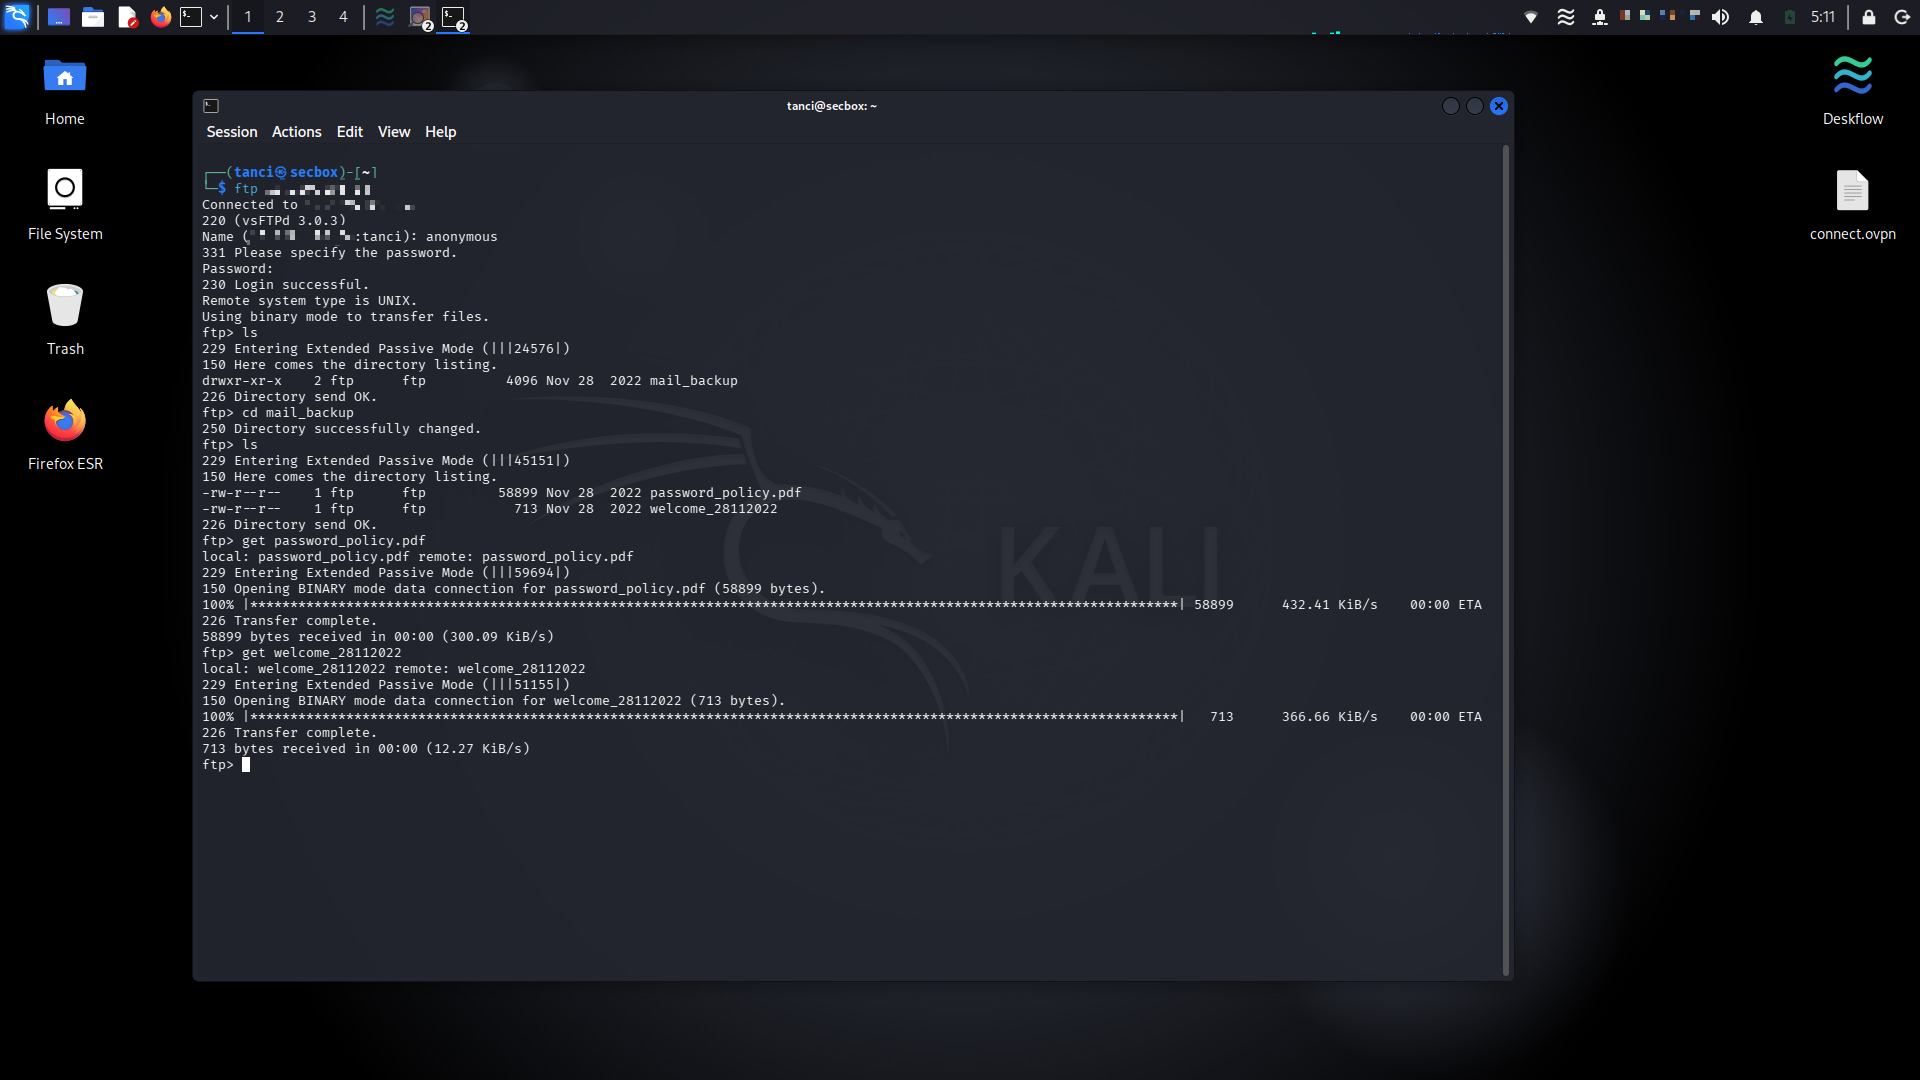 1 2 3 4
2
2
5:11
Home
File System
Trash
Firefox ESR
Deskflow
connect.ovpn
tanci@secbox: ~
Session Actions Edit View Help
┌──(tanci㉿secbox)-[~]
└─$ ftp
Connected to
220 (vsFTPd 3.0.3)
Name ( :tanci): anonymous
331 Please specify the password.
Password:
230 Login successful.
Remote system type is UNIX.
Using binary mode to transfer files.
ftp> ls
229 Entering Extended Passive Mode (|||24576|)
150 Here comes the directory listing.
drwxr-xr-x    2 ftp      ftp          4096 Nov 28  2022 mail_backup
226 Directory send OK.
ftp> cd mail_backup
250 Directory successfully changed.
ftp> ls
229 Entering Extended Passive Mode (|||45151|)
150 Here comes the directory listing.
-rw-r--r--    1 ftp      ftp         58899 Nov 28  2022 password_policy.pdf
-rw-r--r--    1 ftp      ftp           713 Nov 28  2022 welcome_28112022
226 Directory send OK.
ftp> get password_policy.pdf
local: password_policy.pdf remote: password_policy.pdf
229 Entering Extended Passive Mode (|||59694|)
150 Opening BINARY mode data connection for password_policy.pdf (58899 bytes).
100% |********************************************************************************************************************| 58899      432.41 KiB/s    00:00 ETA
226 Transfer complete.
58899 bytes received in 00:00 (300.09 KiB/s)
ftp> get welcome_28112022
local: welcome_28112022 remote: welcome_28112022
229 Entering Extended Passive Mode (|||51155|)
150 Opening BINARY mode data connection for welcome_28112022 (713 bytes).
100% |********************************************************************************************************************|   713      366.66 KiB/s    00:00 ETA
226 Transfer complete.
713 bytes received in 00:00 (12.27 KiB/s)
ftp>
KALI